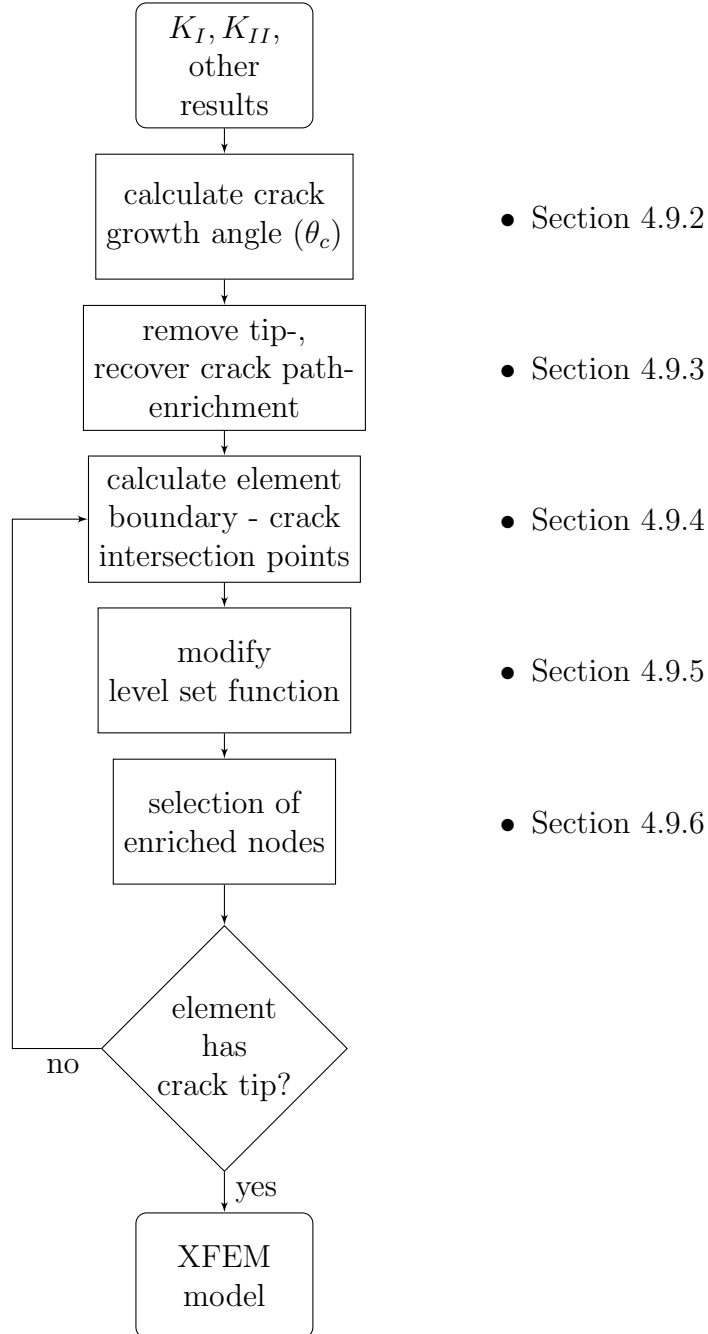 K_I, K_{II},
other
results
calculate crack
growth angle (θ_c)
• Section 4.9.2
remove tip-,
recover crack path-
enrichment
• Section 4.9.3
calculate element
boundary - crack
intersection points
• Section 4.9.4
modify
level set function
• Section 4.9.5
selection of
enriched nodes
• Section 4.9.6
element
has
crack tip?
no
yes
XFEM
model